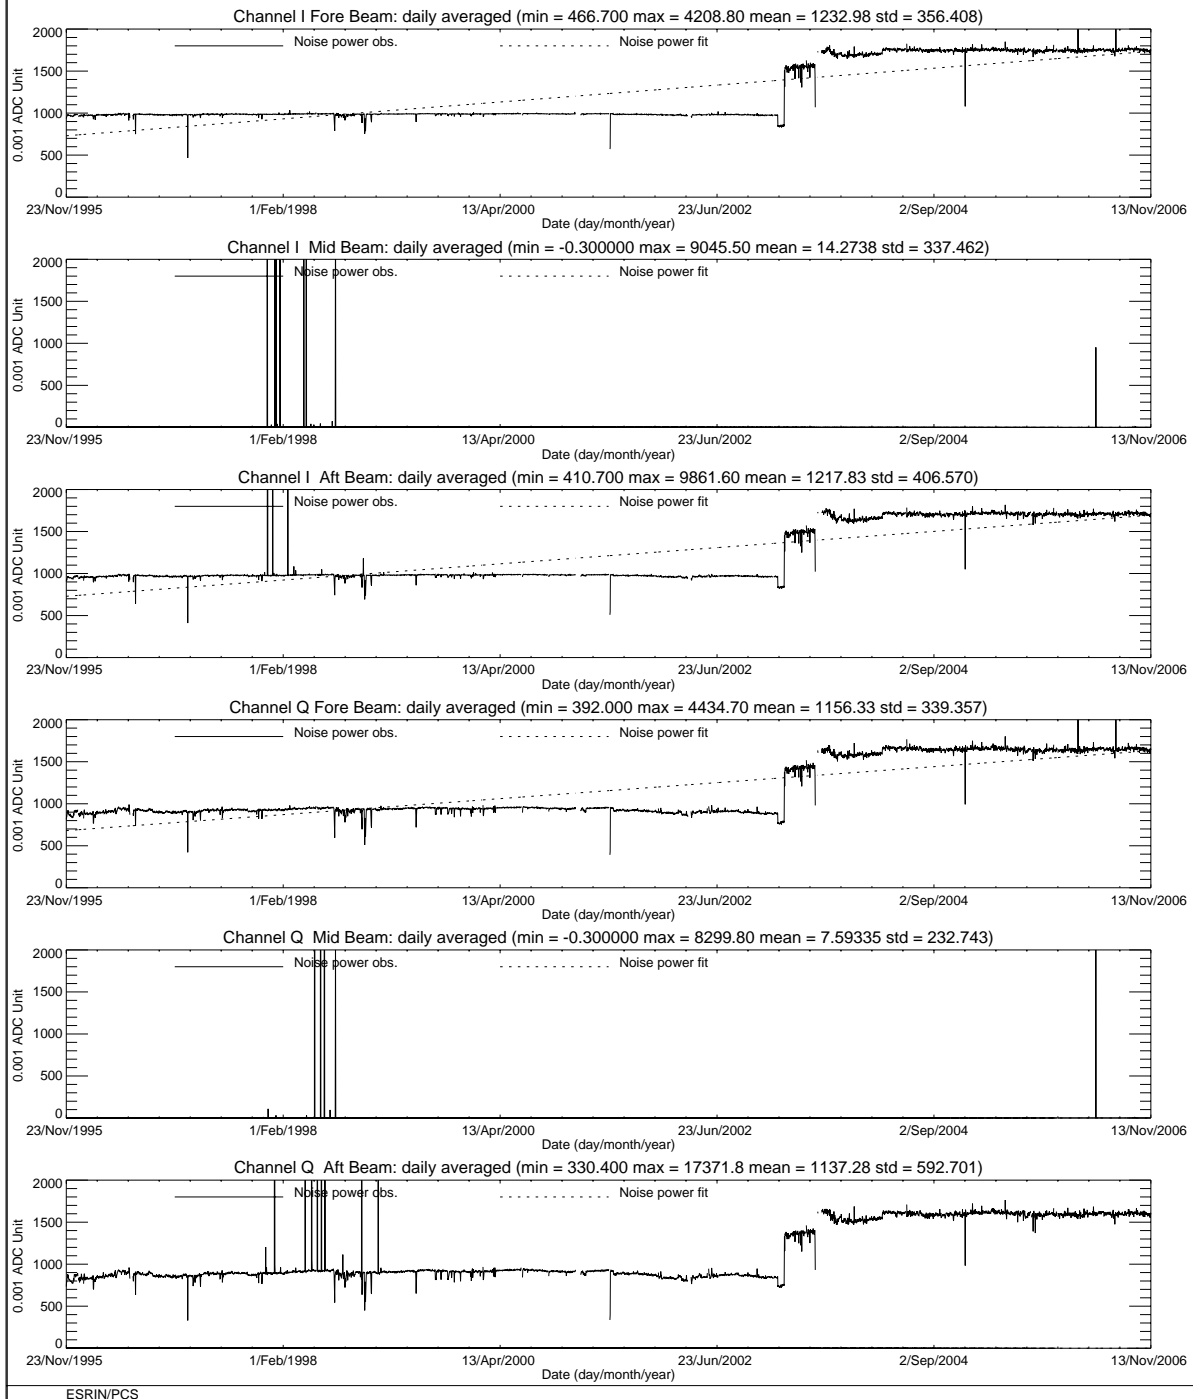 Channel I Fore Beam: daily averaged (min = 466.700 max = 4208.80 mean = 1232.98 std = 356.408)
2000
Noise power obs.
Noise power fit
1500
1000
500
0
0.001 ADC Unit
23/Nov/1995
1/Feb/1998
13/Apr/2000
23/Jun/2002
2/Sep/2004
13/Nov/2006
Date (day/month/year)
Channel I Mid Beam: daily averaged (min = -0.300000 max = 9045.50 mean = 14.2738 std = 337.462)
2000
Noise power obs.
Noise power fit
1500
1000
500
0
0.001 ADC Unit
23/Nov/1995
1/Feb/1998
13/Apr/2000
23/Jun/2002
2/Sep/2004
13/Nov/2006
Date (day/month/year)
Channel I Aft Beam: daily averaged (min = 410.700 max = 9861.60 mean = 1217.83 std = 406.570)
2000
Noise power obs.
Noise power fit
1500
1000
500
0
0.001 ADC Unit
23/Nov/1995
1/Feb/1998
13/Apr/2000
23/Jun/2002
2/Sep/2004
13/Nov/2006
Date (day/month/year)
Channel Q Fore Beam: daily averaged (min = 392.000 max = 4434.70 mean = 1156.33 std = 339.357)
2000
Noise power obs.
Noise power fit
1500
1000
500
0
0.001 ADC Unit
23/Nov/1995
1/Feb/1998
13/Apr/2000
23/Jun/2002
2/Sep/2004
13/Nov/2006
Date (day/month/year)
Channel Q Mid Beam: daily averaged (min = -0.300000 max = 8299.80 mean = 7.59335 std = 232.743)
2000
Noise power obs.
Noise power fit
1500
1000
500
0
0.001 ADC Unit
23/Nov/1995
1/Feb/1998
13/Apr/2000
23/Jun/2002
2/Sep/2004
13/Nov/2006
Date (day/month/year)
Channel Q Aft Beam: daily averaged (min = 330.400 max = 17371.8 mean = 1137.28 std = 592.701)
2000
Noise power obs.
Noise power fit
1500
1000
500
0
0.001 ADC Unit
23/Nov/1995
1/Feb/1998
13/Apr/2000
23/Jun/2002
2/Sep/2004
13/Nov/2006
Date (day/month/year)
ESRIN/PCS